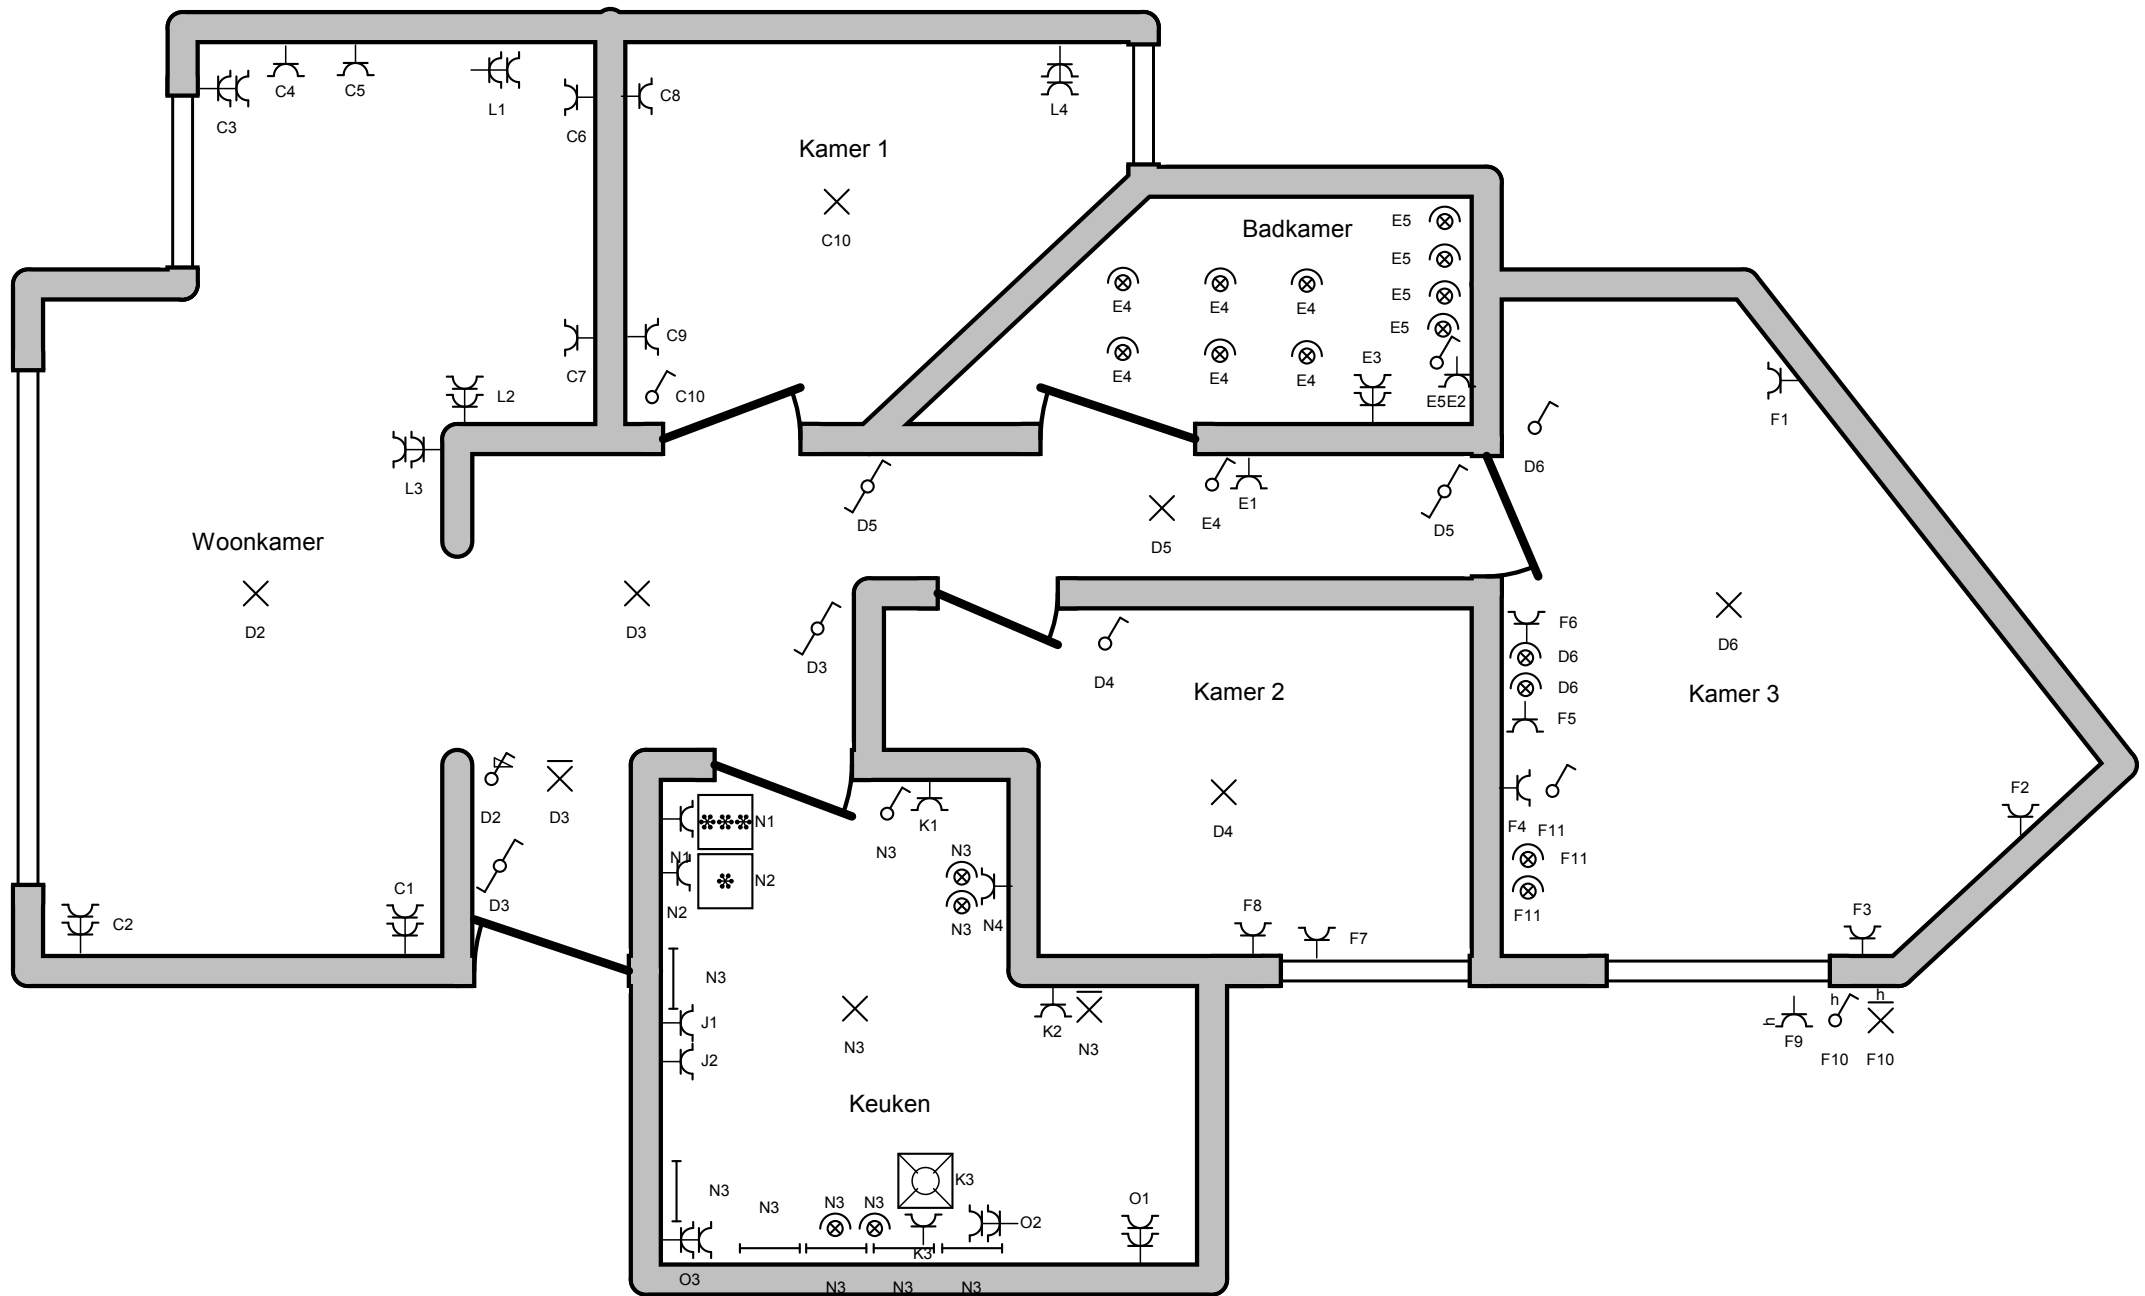 C4
C5
L1
C3
C6
C8
L4
Kamer 1
C10
Badkamer
E5
E5
E5
E5
E4
E4
E4
E4
E4
E4
E3
E5
E2
C7
C9
C10
L2
L3
F1
D6
D5
E4
E1
D5
D5
Woonkamer
D2
D3
D3
D4
Kamer 2
F6
D6
D6
F5
D6
Kamer 3
D2
D3
D3
N1
N1
N2
N2
N3
K1
N3
N3
N4
D4
F4
F11
F11
F11
F2
C2
C1
F8
F7
F3
N3
J1
J2
N3
K2
N3
h
F9
h
F10
h
F10
Keuken
N3
N3
N3
N3
K3
K3
O2
O1
O3
N3
N3
N3